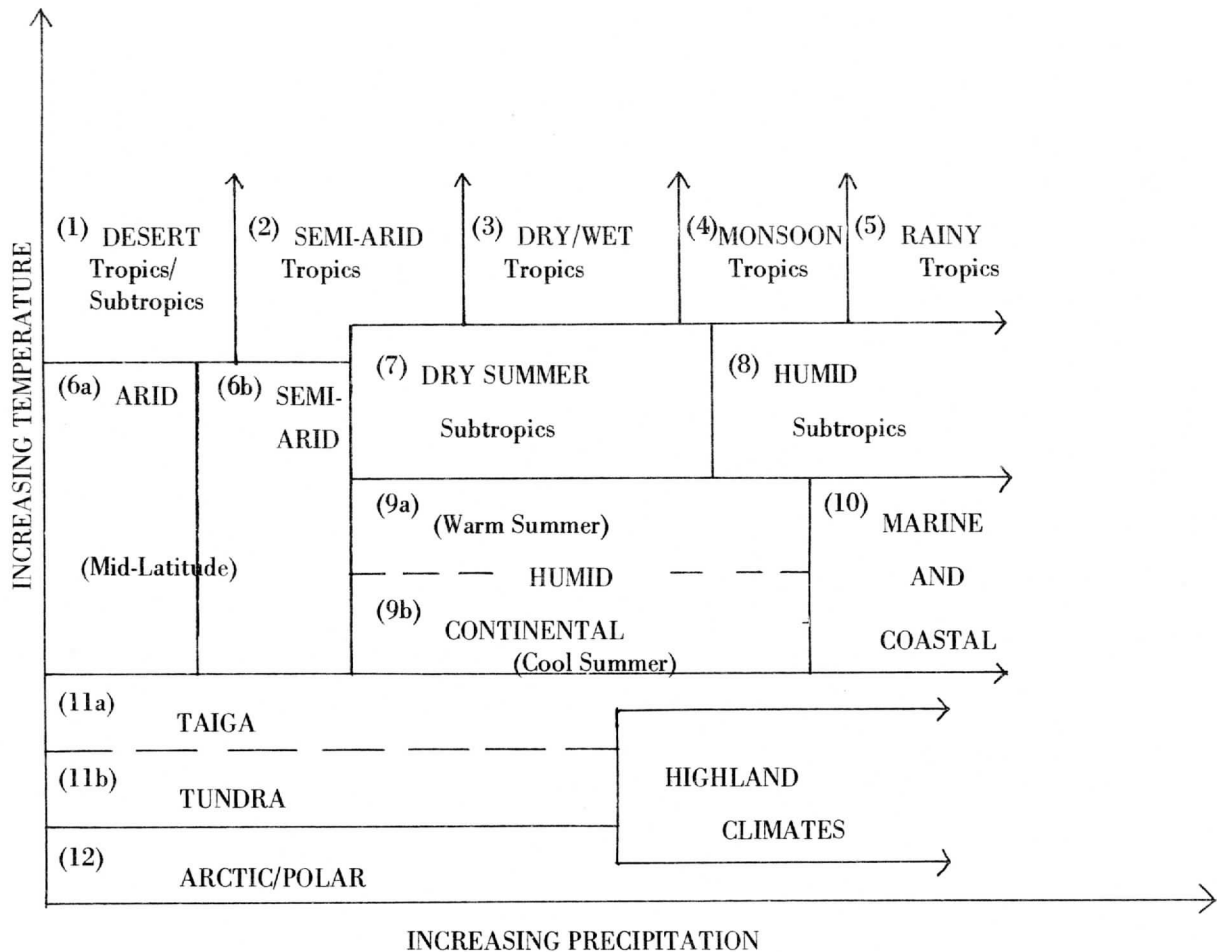 INCREASING TEMPERATURE
(1) DESERT
Tropics/
Subtropics
(2) SEMI-ARID
Tropics
(3) DRY/WET
Tropics
(4) MONSOON
Tropics
(5) RAINY
Tropics
(6a) ARID
(6b) SEMI-
ARID
(Mid-Latitude)
(7) DRY SUMMER
Subtropics
(8) HUMID
Subtropics
(9a)
(Warm Summer)
HUMID
(9b)
CONTINENTAL
(Cool Summer)
(10) MARINE
AND
COASTAL
(11a)
TAIGA
(11b)
TUNDRA
HIGHLAND
CLIMATES
(12)
ARCTIC/POLAR
INCREASING PRECIPITATION